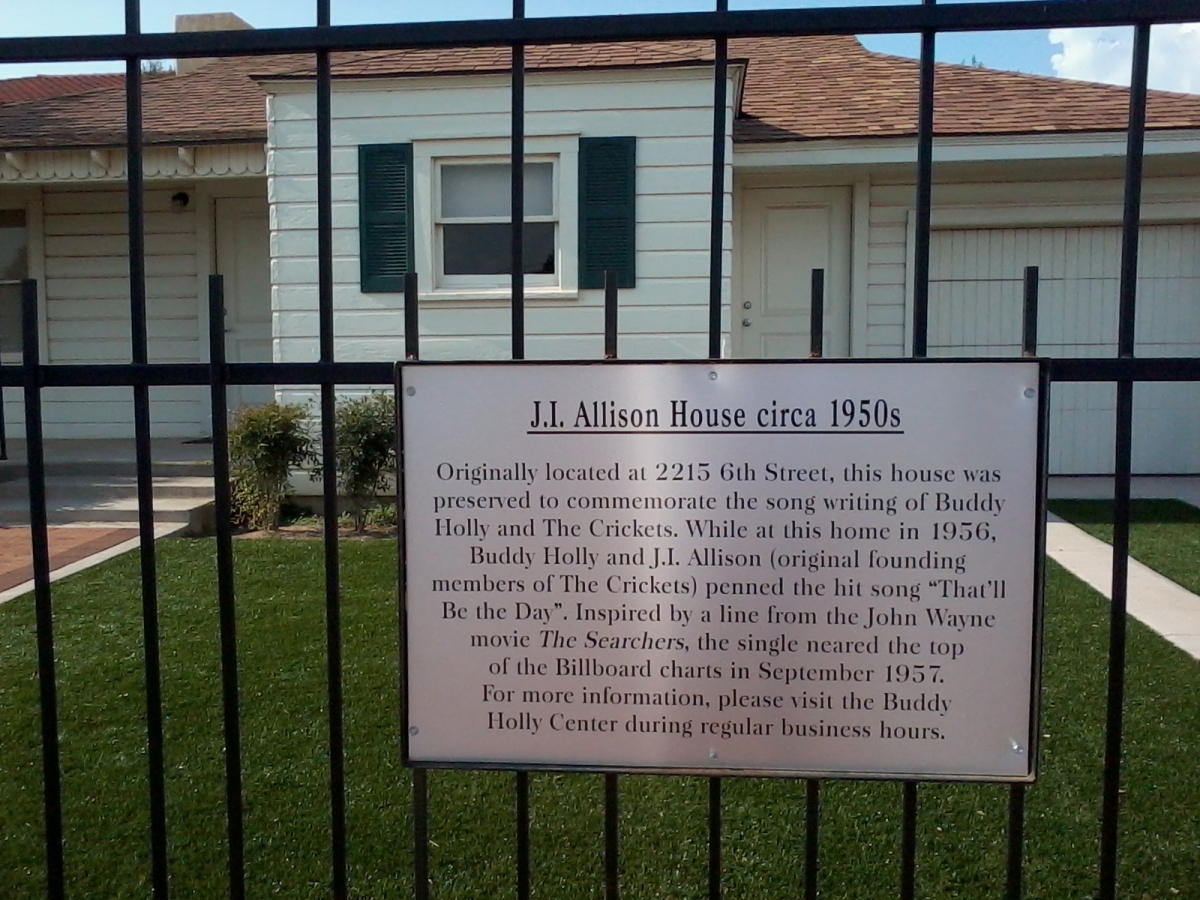 J.I. Allison House circa 1950s
Originally located at 2215 6th Street, this house was
preserved to commemorate the song writing of Buddy
Holly and The Crickets. While at this home in 1956,
Buddy Holly and J.I. Allison (original founding
members of The Crickets) penned the hit song “That’ll
Be the Day”. Inspired by a line from the John Wayne
movie The Searchers, the single neared the top
of the Billboard charts in September 1957.
For more information, please visit the Buddy
Holly Center during regular business hours.